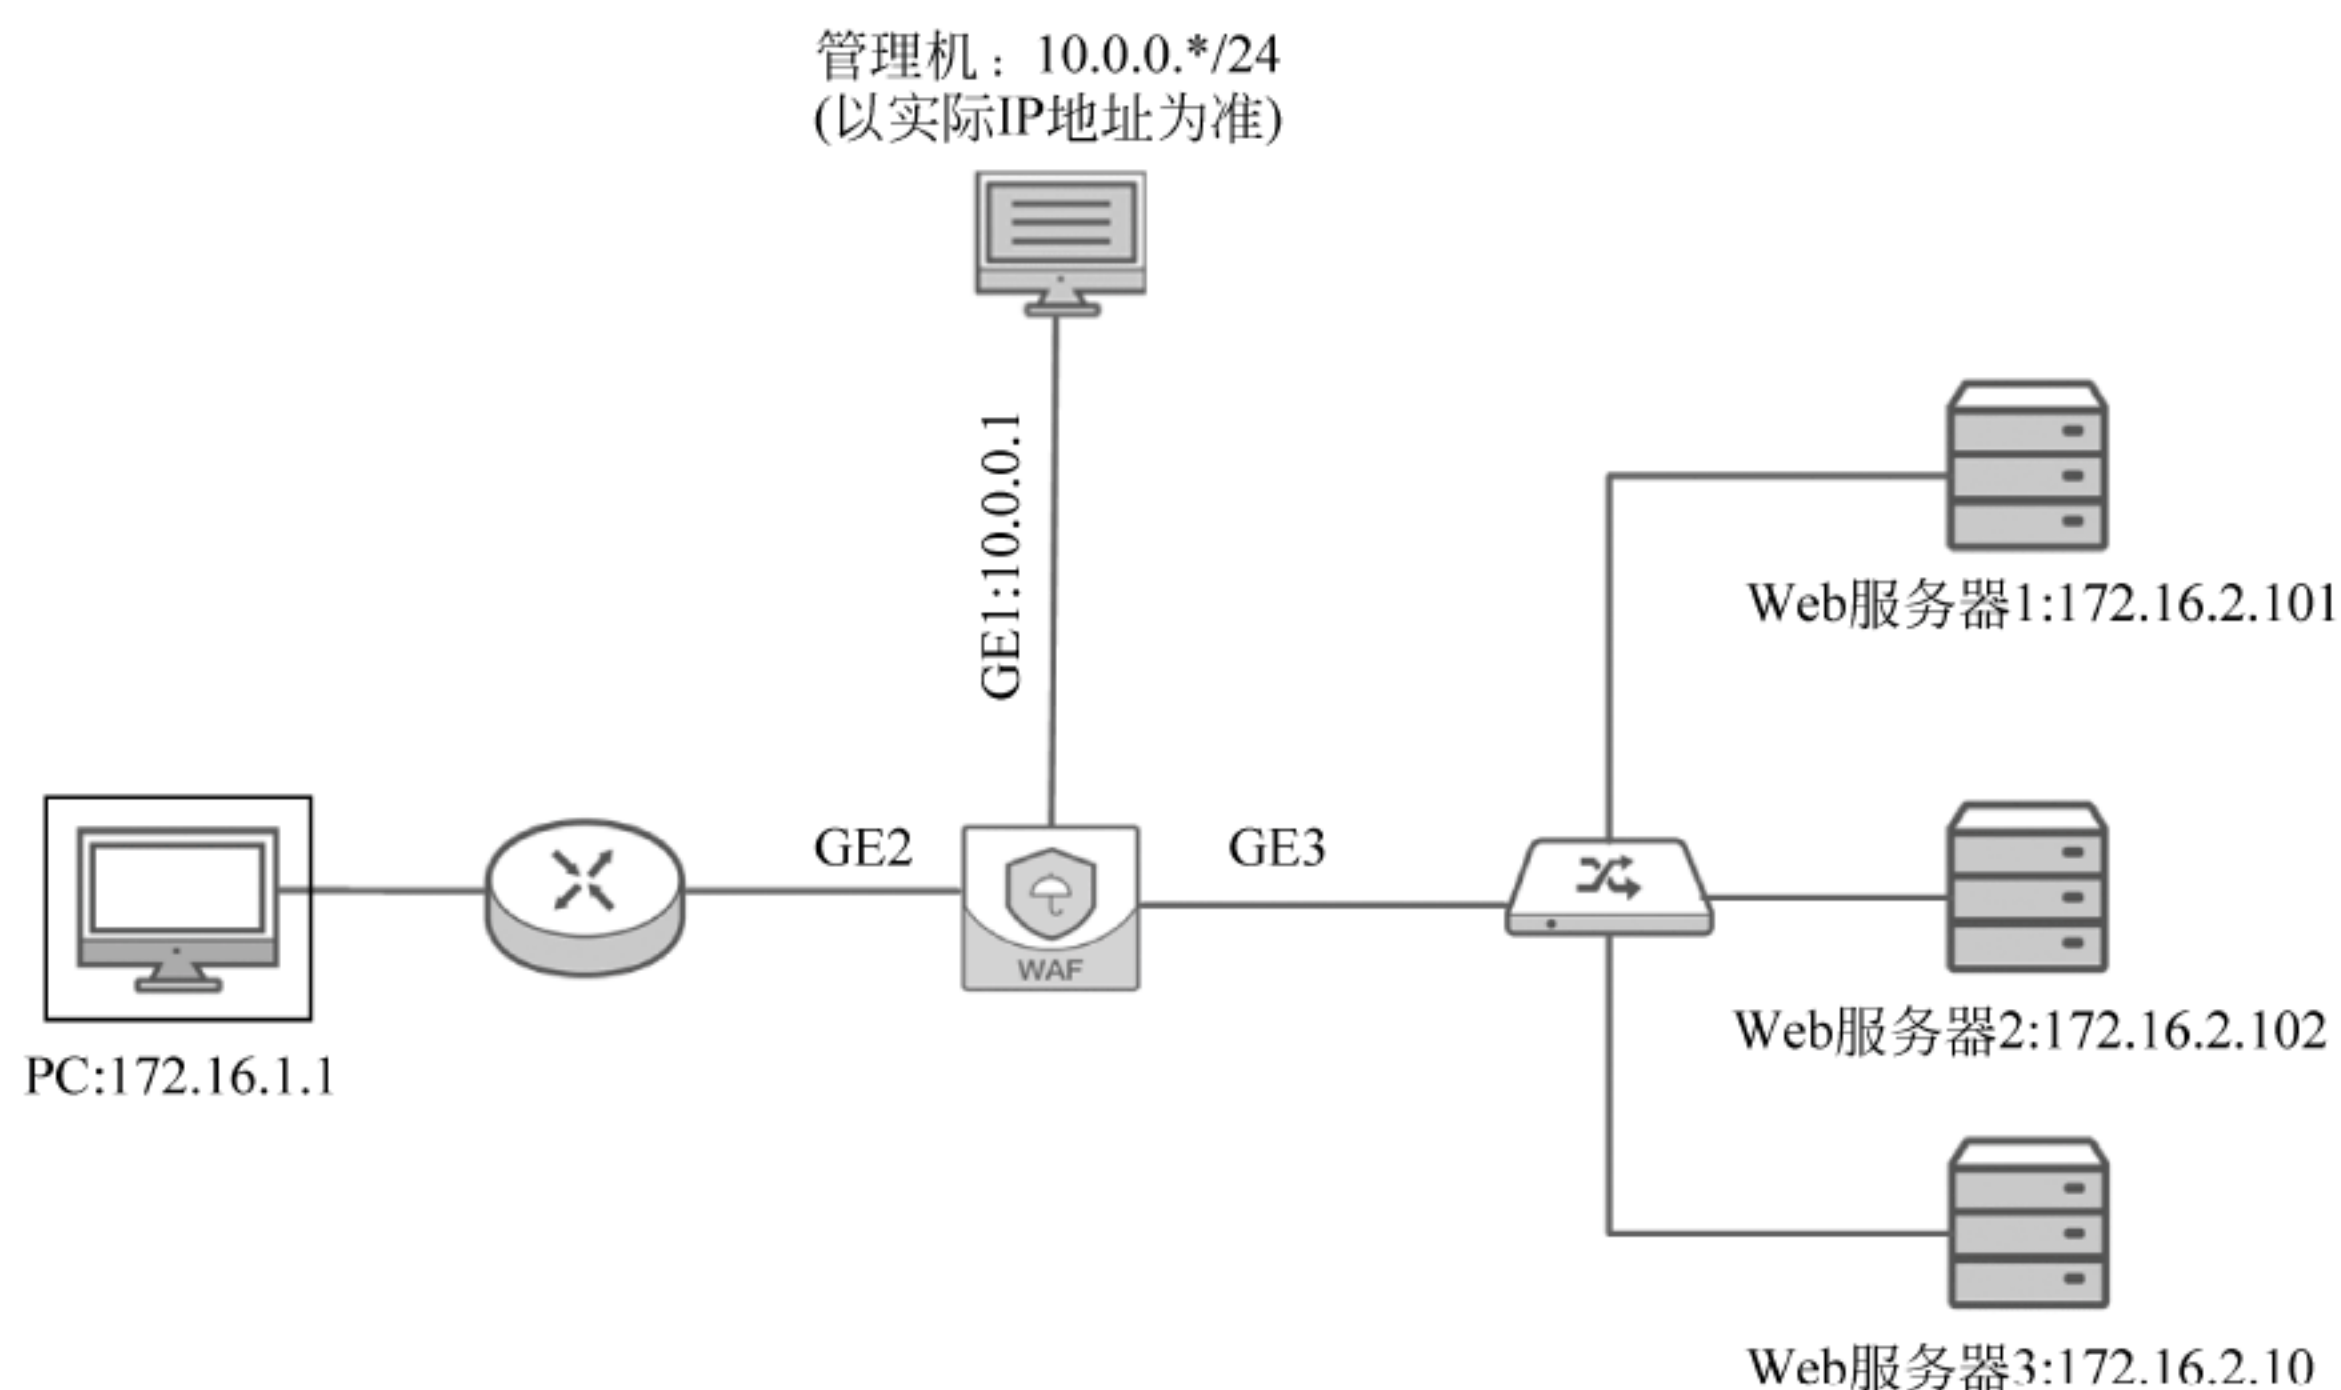 管理机：10.0.0.*/24
(以实际IP地址为准)
GE1:10.0.0.1
Web服务器1:172.16.2.101
GE2
GE3
WAF
Web服务器2:172.16.2.102
PC:172.16.1.1
Web服务器3:172.16.2.10